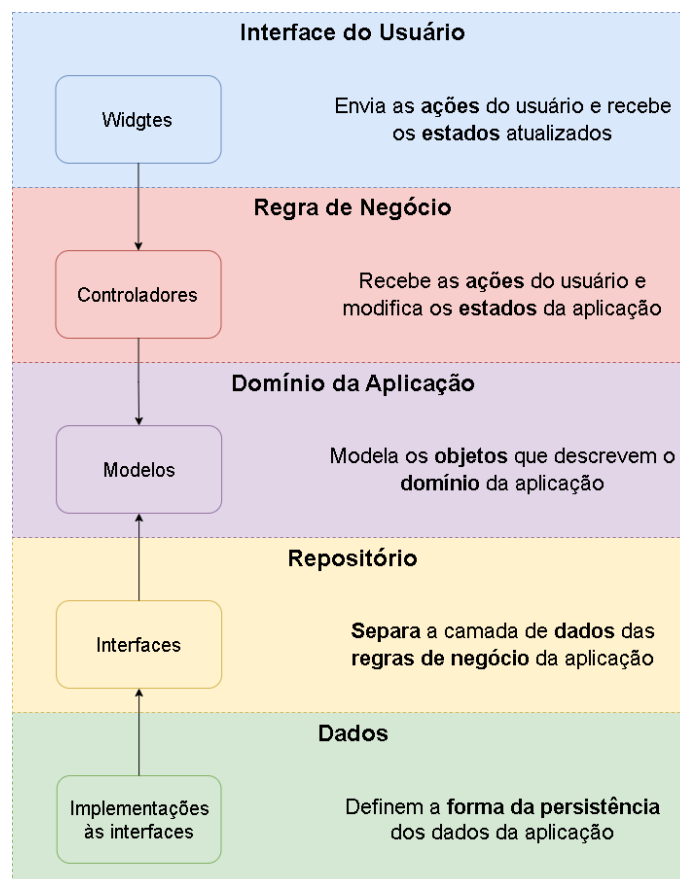 Interface do Usuário
Widgtes
Envia as ações do usuário e recebe
os estados atualizados
Regra de Negócio
Controladores
Recebe as ações do usuário e
modifica os estados da aplicação
Domínio da Aplicação
Modelos
Modela os objetos que descrevem o
domínio da aplicação
Repositório
Interfaces
Separa a camada de dados das
regras de negócio da aplicação
Dados
Implementações
às interfaces
Definem a forma da persistência
dos dados da aplicação